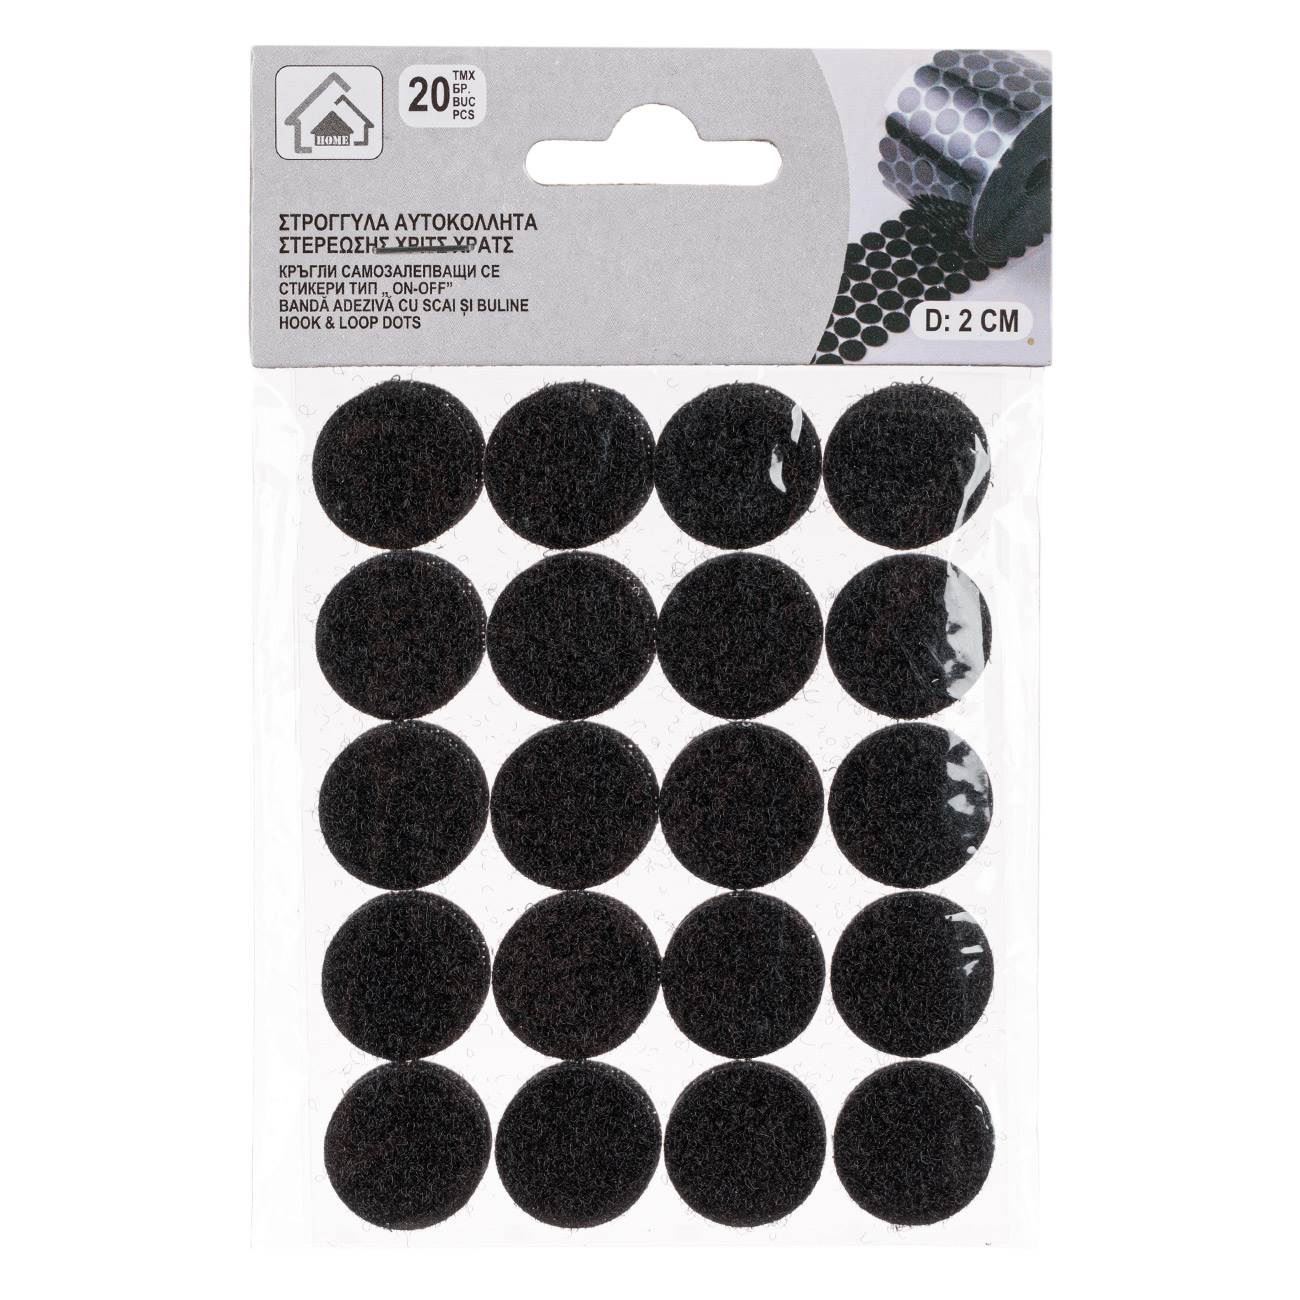 HOME
20
ΤΜΧ
БР.
BUC
PCS
ΣΤΡΟΓΓΥΛΑ ΑΥΤΟΚΟΛΛΗΤΑ
ΣΤΕΡΕΩΣΗΣ ΧΡΙΤΣ ΧΡΑΤΣ
КРЪГЛИ САМОЗАЛЕПВАЩИ СЕ
СТИКЕРИ ТИП „ON-OFF”
BANDĂ ADEZIVĂ CU SCAI ȘI BULINE
HOOK & LOOP DOTS
D: 2 CM